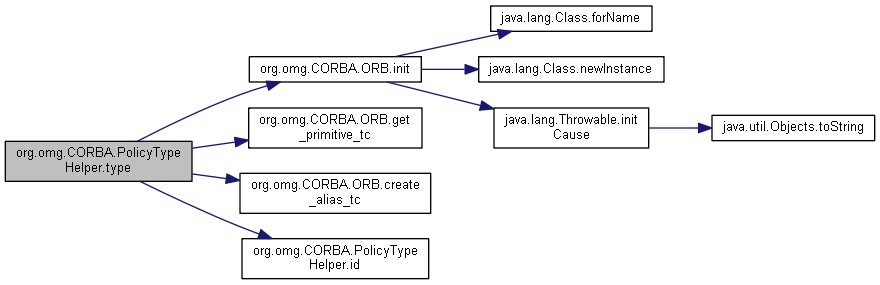 java.lang.Class.forName
org.omg.CORBA.ORB.init
java.lang.Class.newInstance
org.omg.CORBA.ORB.get
_primitive_tc
java.lang.Throwable.init
Cause
java.util.Objects.toString
org.omg.CORBA.PolicyType
Helper.type
org.omg.CORBA.ORB.create
_alias_tc
org.omg.CORBA.PolicyType
Helper.id